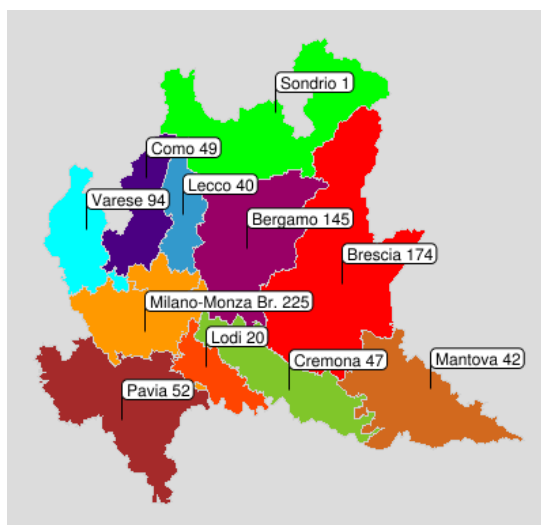 Sondrio 1
Como 49
Lecco 40
Varese 94
Bergamo 145
Brescia 174
Milano-Monza Br. 225
Lodi 20
Cremona 47
Mantova 42
Pavia 52